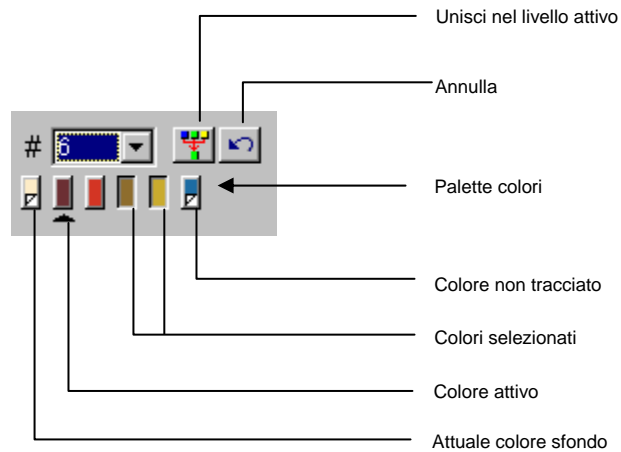 Unisci nel livello attivo
Annulla
# 6
Palette colori
Colore non tracciato
Colori selezionati
Colore attivo
Attuale colore sfondo